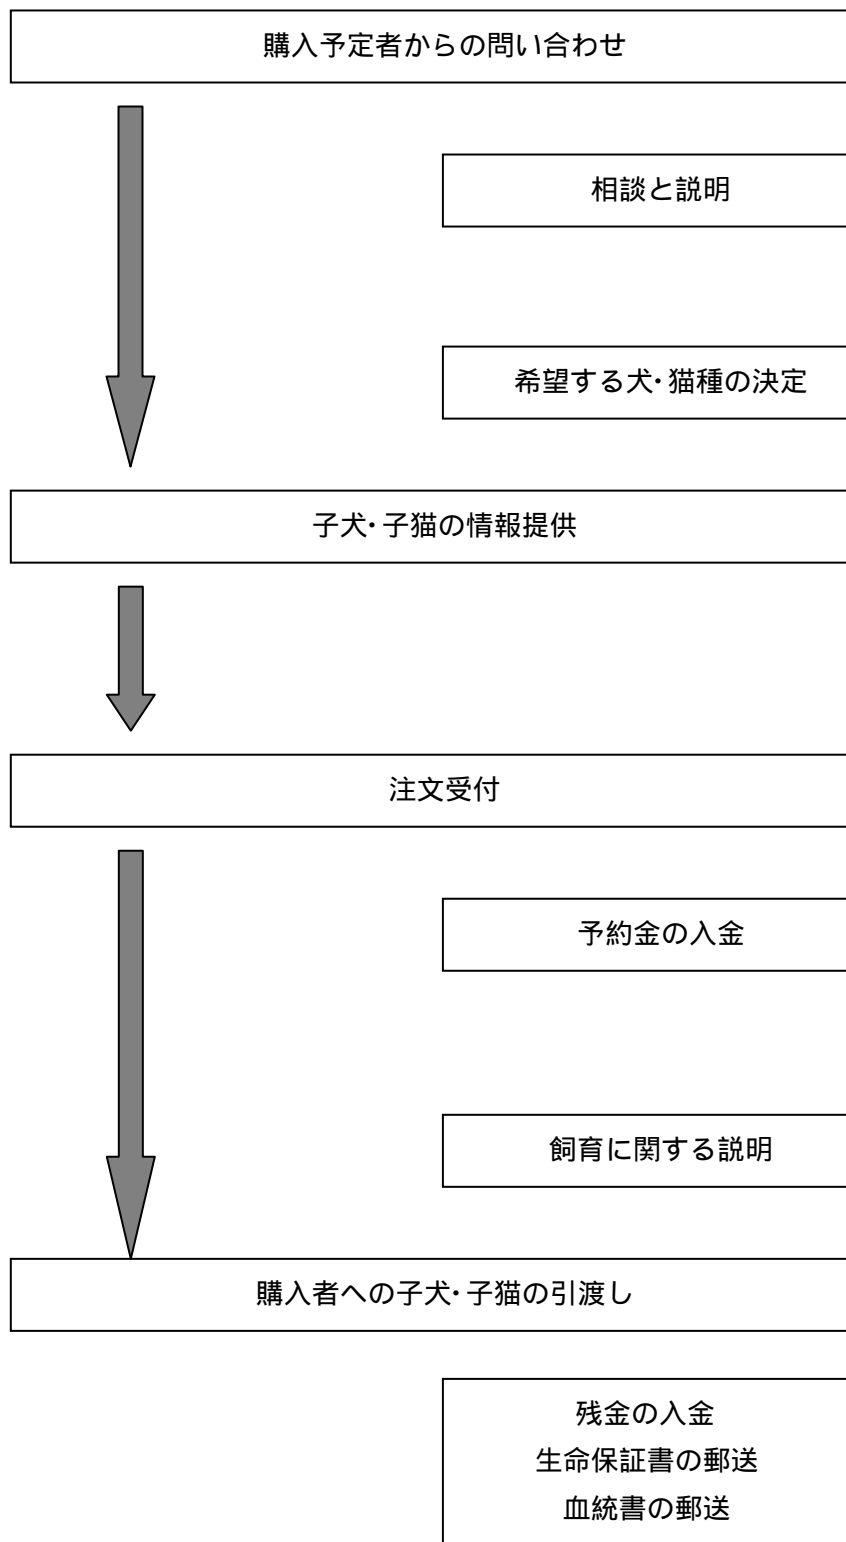 購入予定者からの問い合わせ
相談と説明
希望する犬･猫種の決定
子犬･子猫の情報提供
注文受付
予約金の入金
飼育に関する説明
購入者への子犬･子猫の引渡し
残金の入金
生命保証書の郵送
血統書の郵送